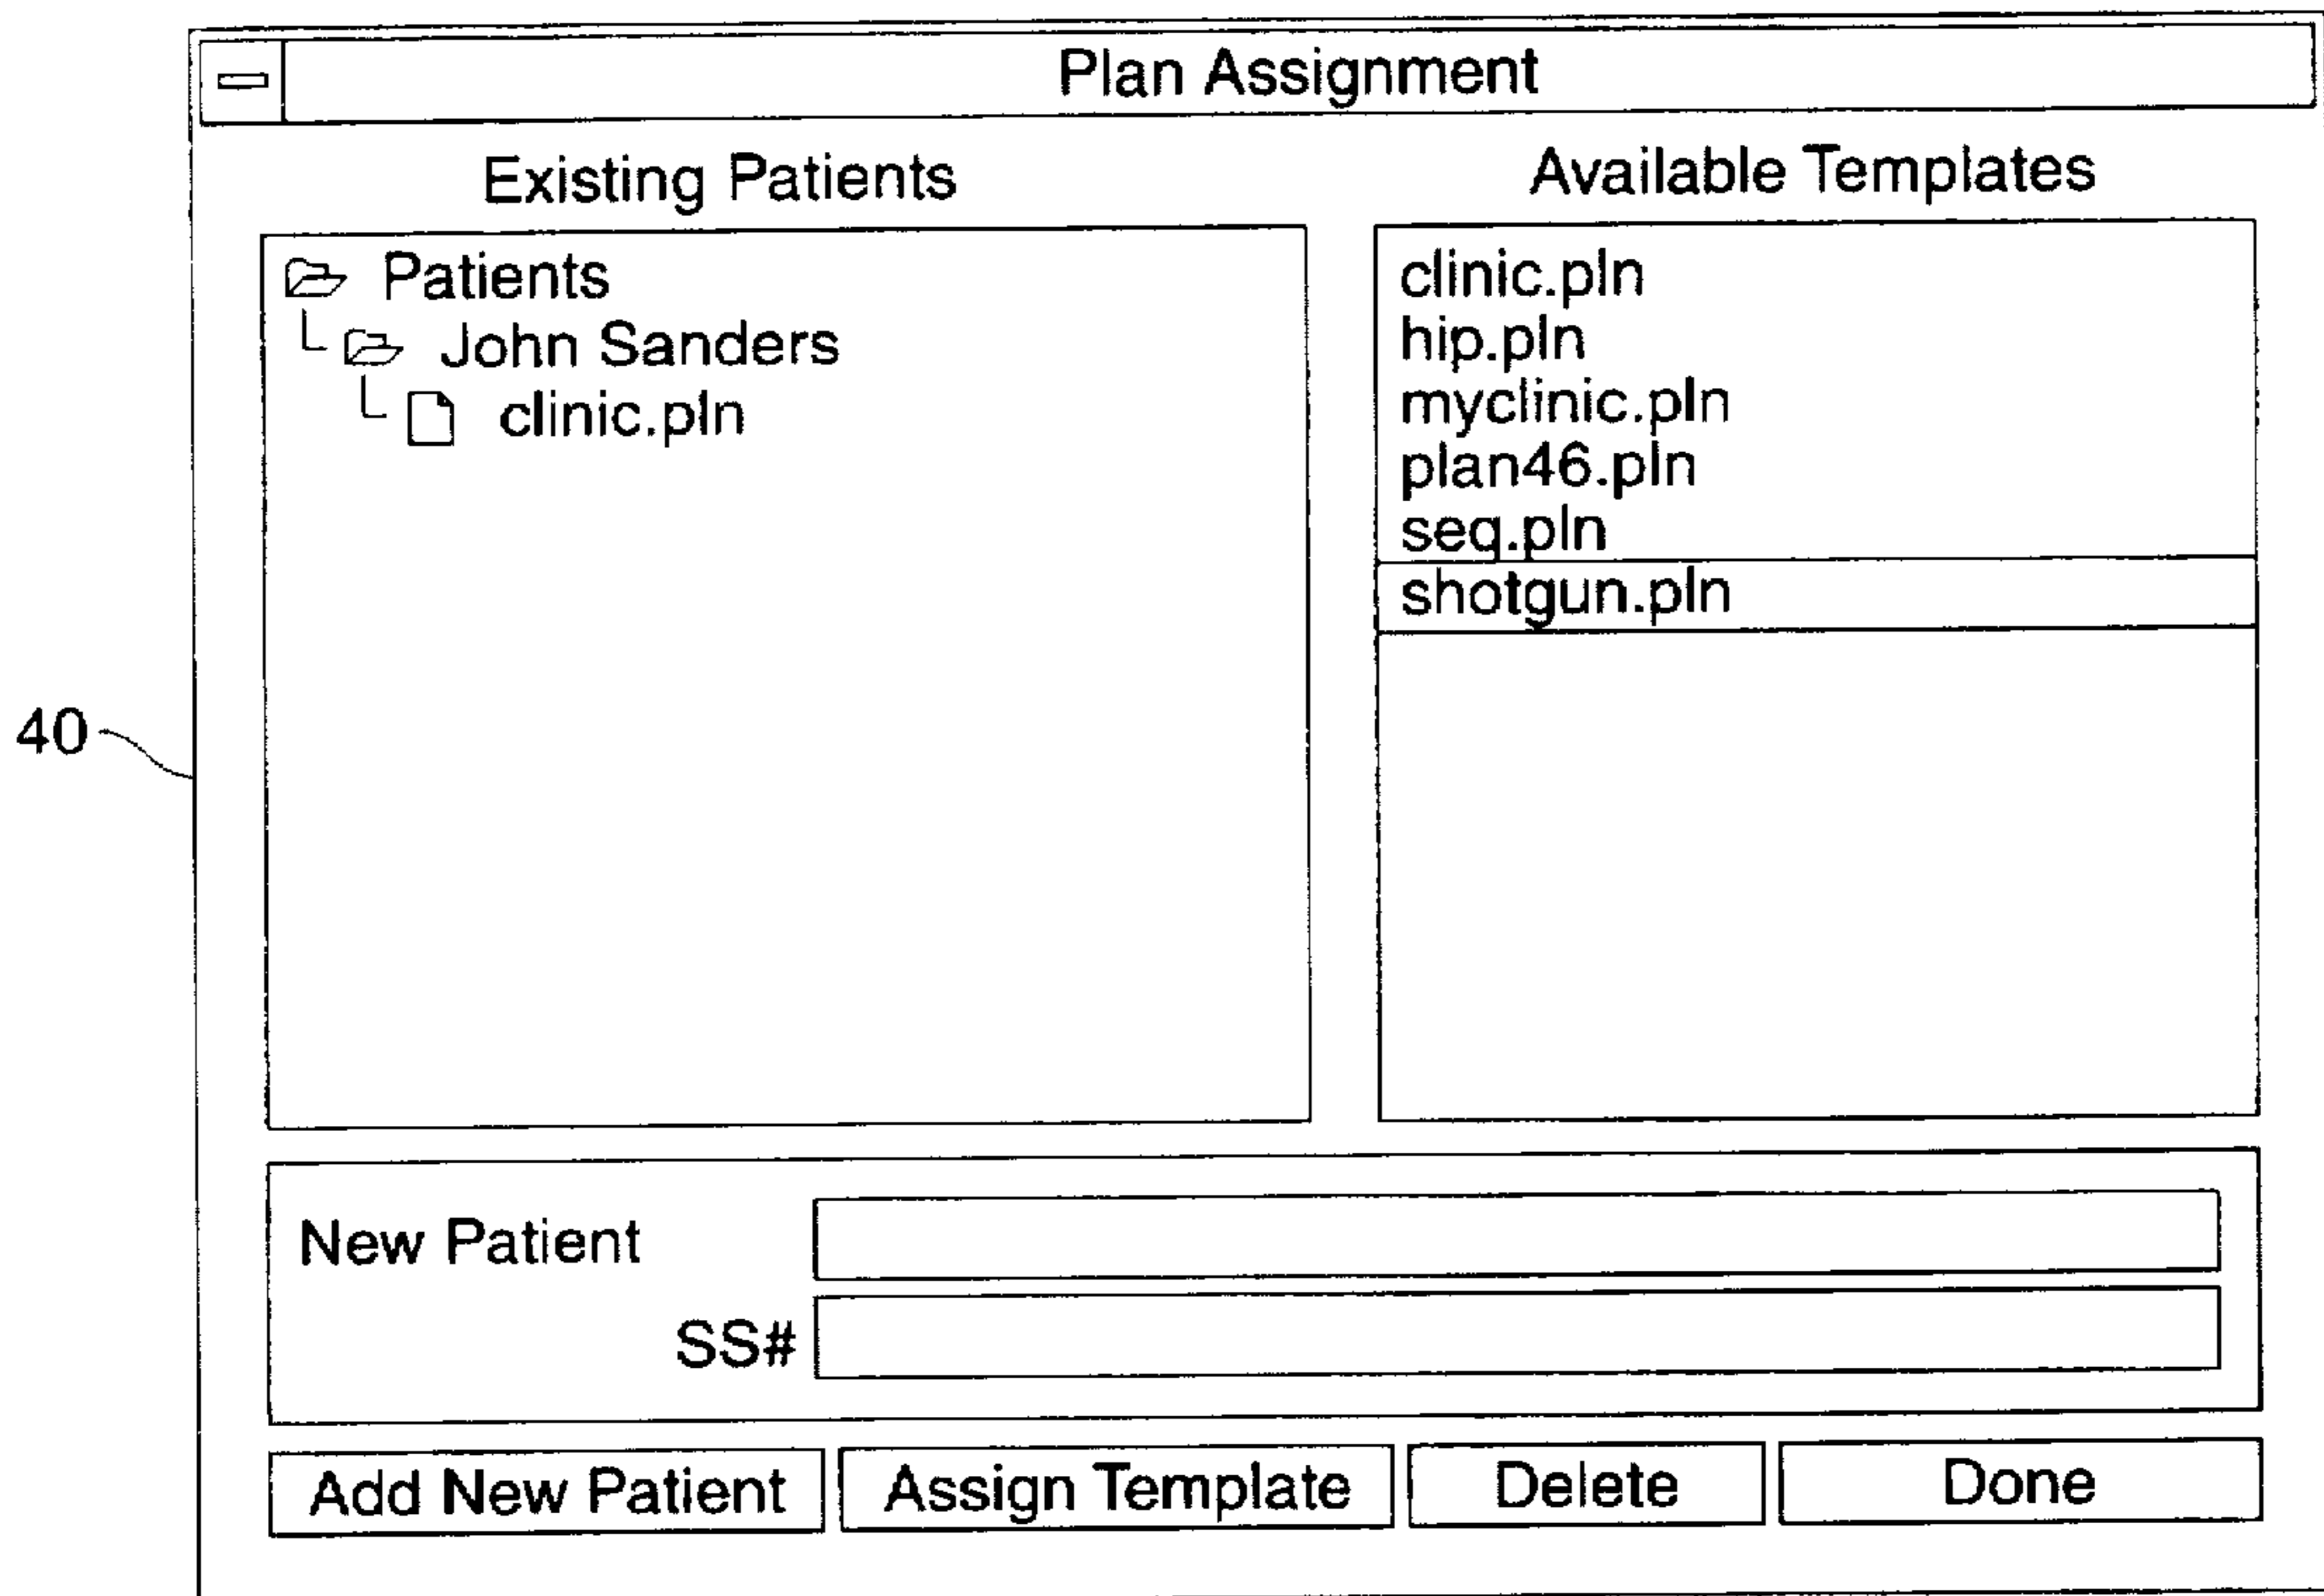 Plan Assignment
Existing Patients
Patients
John Sanders
clinic.pln
Available Templates
clinic.pln
hip.pln
myclinic.pln
plan46.pln
seq.pln
shotgun.pln
40
New Patient
SS#
Add New Patient
Assign Template
Delete
Done